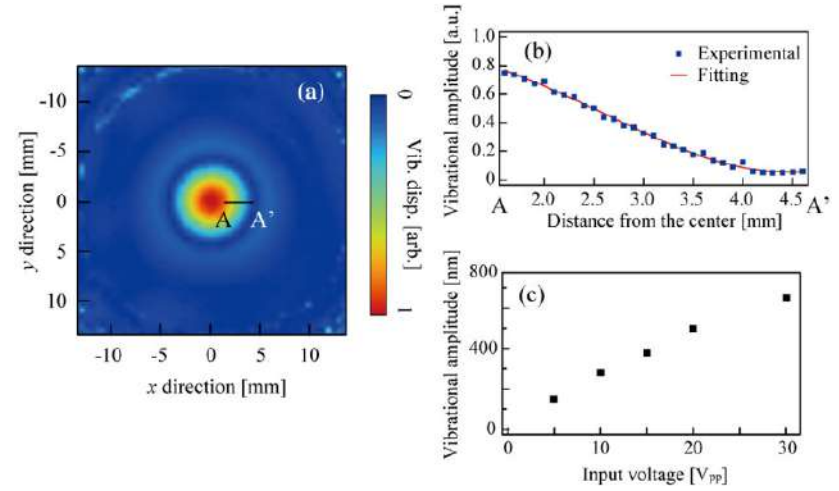 (a)
-10
-5
0
5
10
-10 -5 0 5 10
x direction [mm]
y direction [mm]
A A'
0
Vib. disp. [arb.]
1
(b)
Experimental
Fitting
1.0
0.8
0.6
0.4
0.2
0
A 2.0 2.5 3.0 3.5 4.0 4.5 A'
Distance from the center [mm]
Vibrational amplitude [a.u.]
(c)
800
400
0
0 10 20 30
Input voltage [Vpp]
Vibrational amplitude [nm]